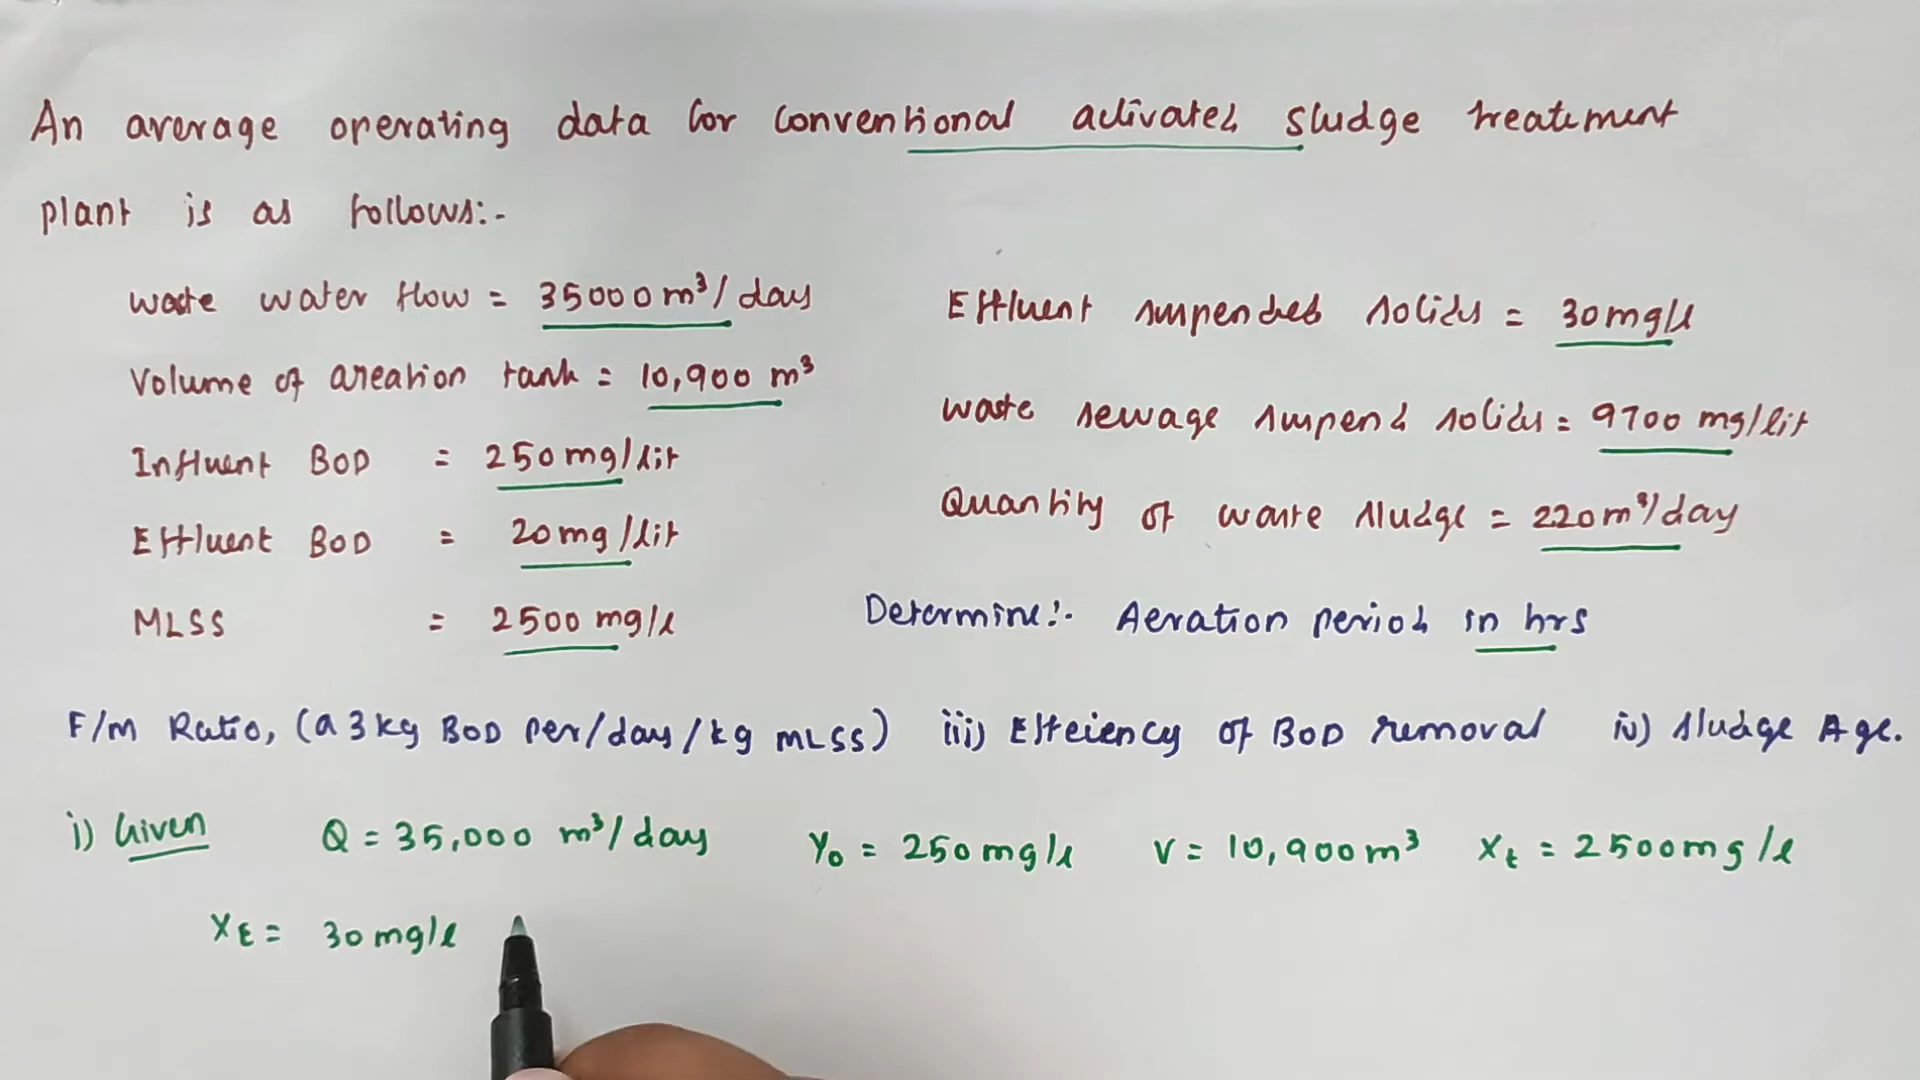 An average operating data for conventional activated sludge treatement
plant is as follows:-
waste water flow = 35000 m³/day
Volume of areation tank = 10,900 m³
Influent BOD = 250 mg/lit
Effluent BOD = 20 mg/lit
MLSS = 2500 mg/l
Effluent suspended solids = 30 mg/l
waste sewage suspend solids = 9700 mg/lit
Quantity of waste sludge = 220 m³/day
Determine:- Aeration period in hrs
F/M Ratio, (a 3 kg BOD per/day/kg MLSS) iii) Effeiency of BOD removal iv) sludge Age.
i) Given Q = 35,000 m³/day Y₀ = 250 mg/l V = 10,900 m³ Xₜ = 2500 mg/l
X_E = 30 mg/l